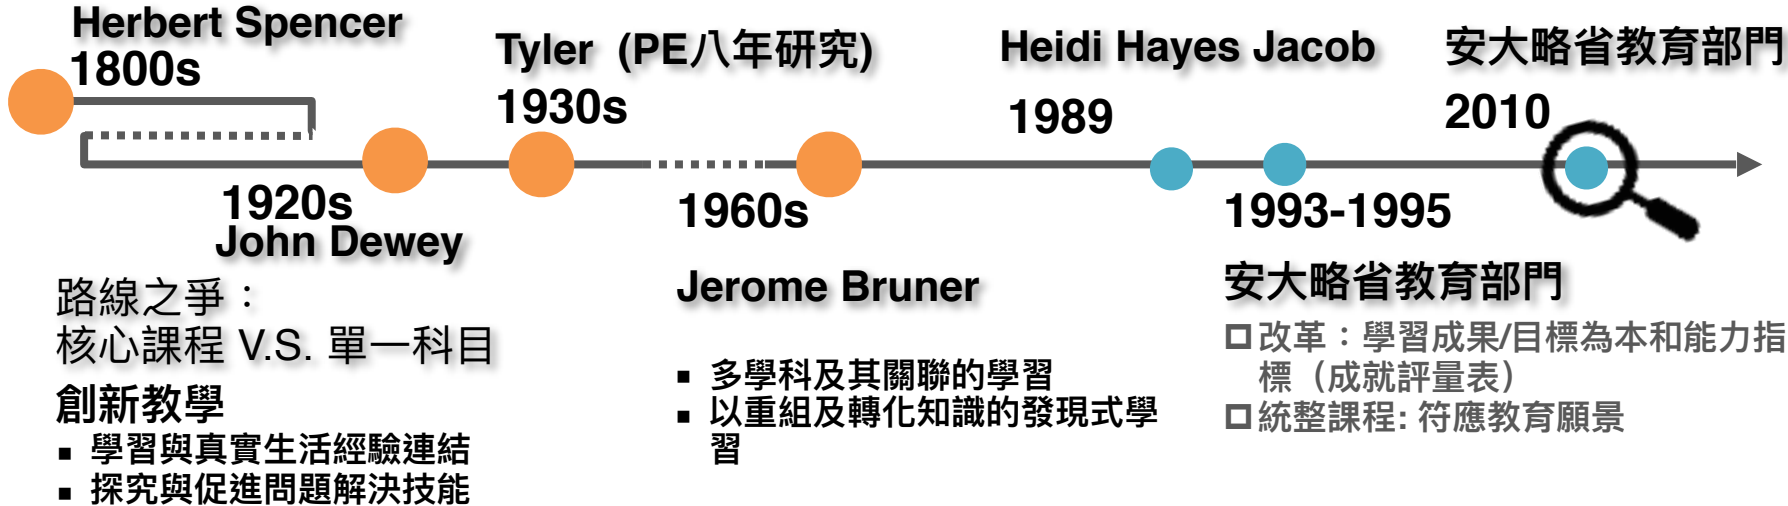 Herbert Spencer
1800s
Tyler (PE八年研究)
1930s
Heidi Hayes Jacob
1989
安大略省教育部門
2010
1920s
John Dewey
路線之爭：
核心課程 V.S. 單一科目
創新教學
▪ 學習與真實生活經驗連結
▪ 探究與促進問題解決技能
1960s
Jerome Bruner
▪ 多學科及其關聯的學習
▪ 以重組及轉化知識的發現式學
習
1993-1995
安大略省教育部門
□ 改革：學習成果/目標為本和能力指
標（成就評量表）
□ 統整課程: 符應教育願景